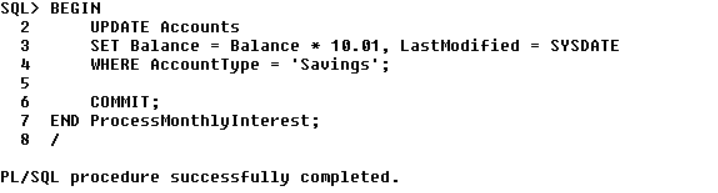 SQL> BEGIN
  2      UPDATE Accounts
  3      SET Balance = Balance * 10.01, LastModified = SYSDATE
  4      WHERE AccountType = 'Savings';
  5
  6      COMMIT;
  7  END ProcessMonthlyInterest;
  8  /
PL/SQL procedure successfully completed.